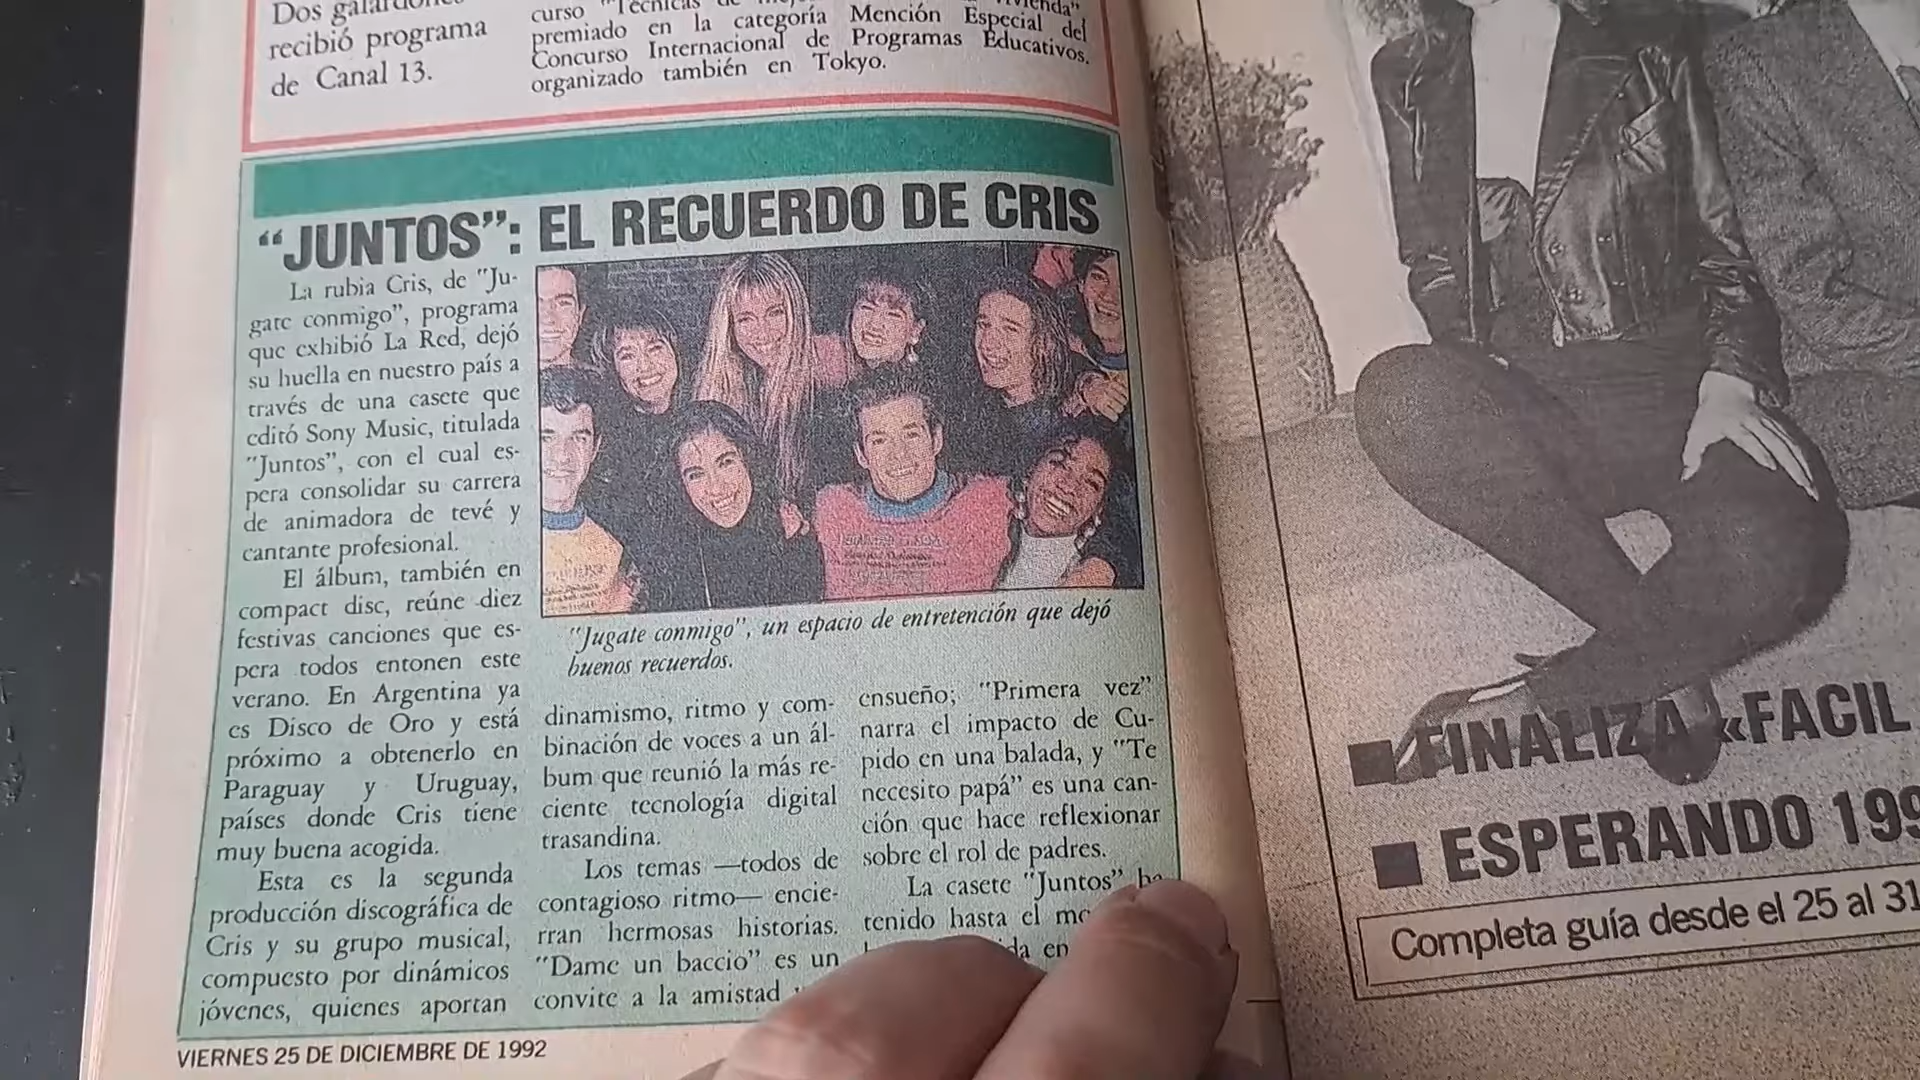 Dos galardones
recibió programa
de Canal 13.
curso "Técnicas de
premiado en la categoría Mención Especial del
Concurso Internacional de Programas Educativos,
organizado también en Tokyo.
"JUNTOS": EL RECUERDO DE CRIS
La rubia Cris, de "Ju-
gate conmigo", programa
que exhibió La Red, dejó
su huella en nuestro país a
través de una casete que
editó Sony Music, titulada
"Juntos", con el cual es-
pera consolidar su carrera
de animadora de tevé y
cantante profesional.
El álbum, también en
compact disc, reúne diez
festivas canciones que es-
pera todos entonen este
verano. En Argentina ya
es Disco de Oro y está
próximo a obtenerlo en
Paraguay y Uruguay,
países donde Cris tiene
muy buena acogida.
Esta es la segunda
producción discográfica de
Cris y su grupo musical,
compuesto por dinámicos
jóvenes, quienes aportan
"Jugate conmigo", un espacio de entretención que dejó
buenos recuerdos.
dinamismo, ritmo y com-
binación de voces a un ál-
bum que reunió la más re-
ciente tecnología digital
trasandina.
Los temas —todos de
contagioso ritmo— encie-
rran hermosas historias.
"Dame un baccio" es un
convite a la amistad
ensueño; "Primera vez"
narra el impacto de Cu-
pido en una balada, y "Te
necesito papá" es una can-
ción que hace reflexionar
sobre el rol de padres.
La casete "Juntos"
tenido hasta el
en
VIERNES 25 DE DICIEMBRE DE 1992
■ FINALIZA «FACIL
■ ESPERANDO 199
Completa guía desde el 25 al 31